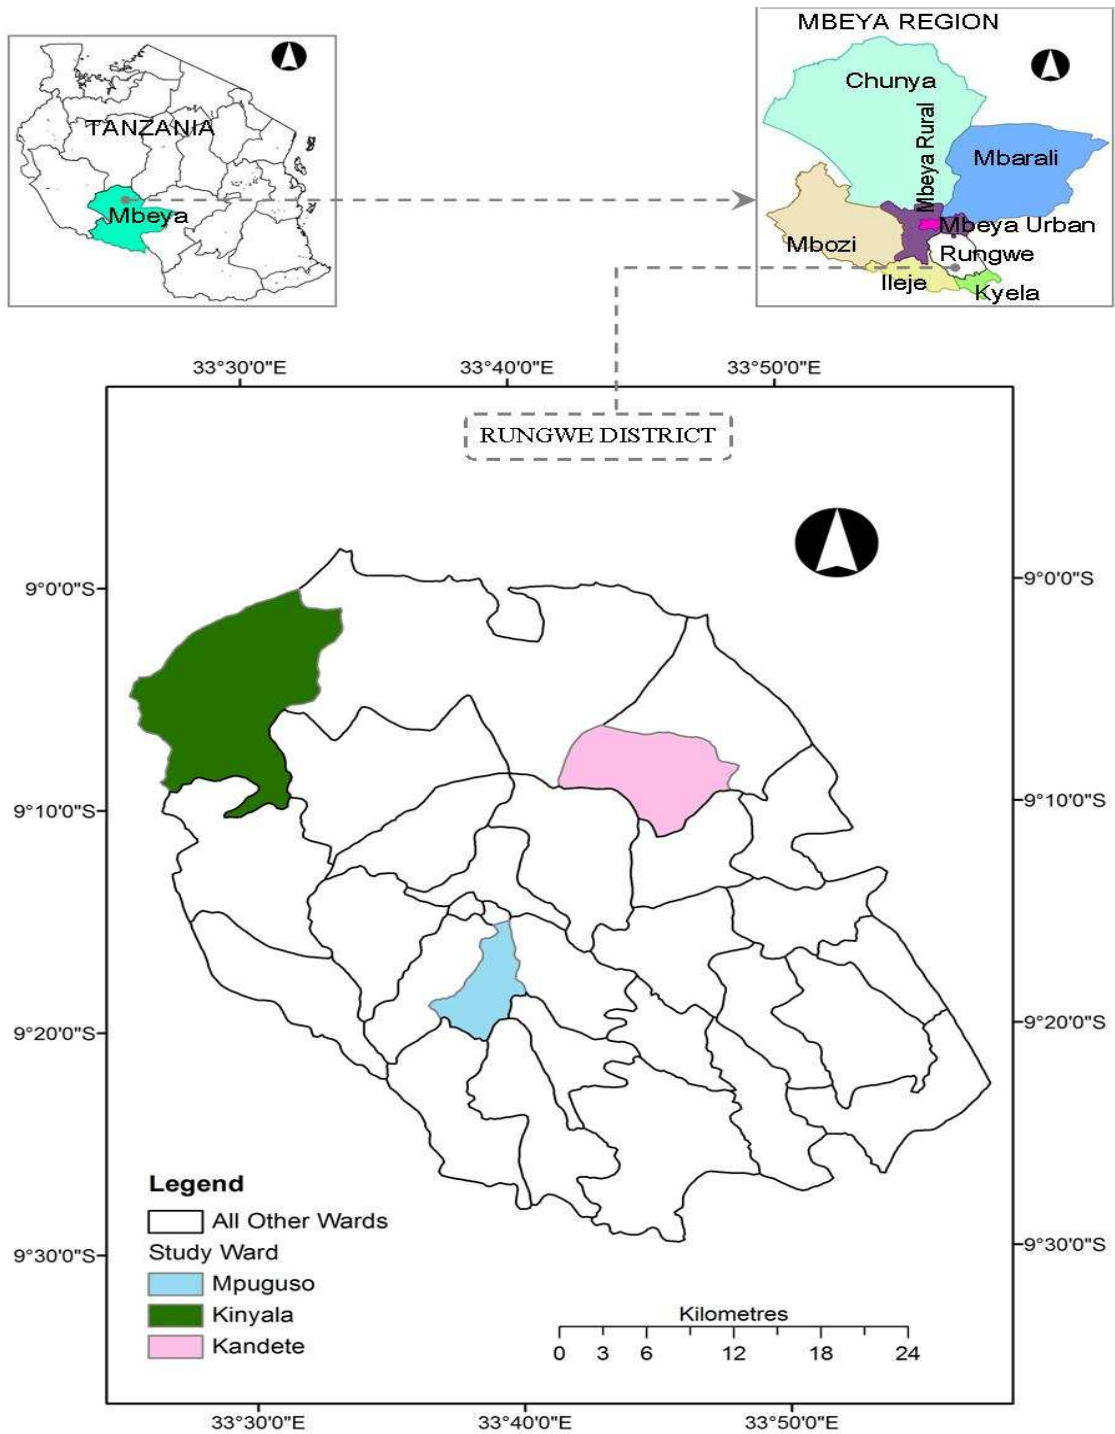 MBEYA REGION
TANZANIA
Mbeya
Chunya
Mbeya Rural
Mbarali
Mbeya Urban
Mbozi
Rungwe
Ileje
Kyela
33°30'0"E
33°40'0"E
33°50'0"E
RUNGWE DISTRICT
9°0'0"S
9°0'0"S
9°10'0"S
9°10'0"S
9°20'0"S
9°20'0"S
9°30'0"S
9°30'0"S
Legend
All Other Wards
Study Ward
Mpuguso
Kinyala
Kandete
Kilometres
0 3 6 12 18 24
33°30'0"E
33°40'0"E
33°50'0"E